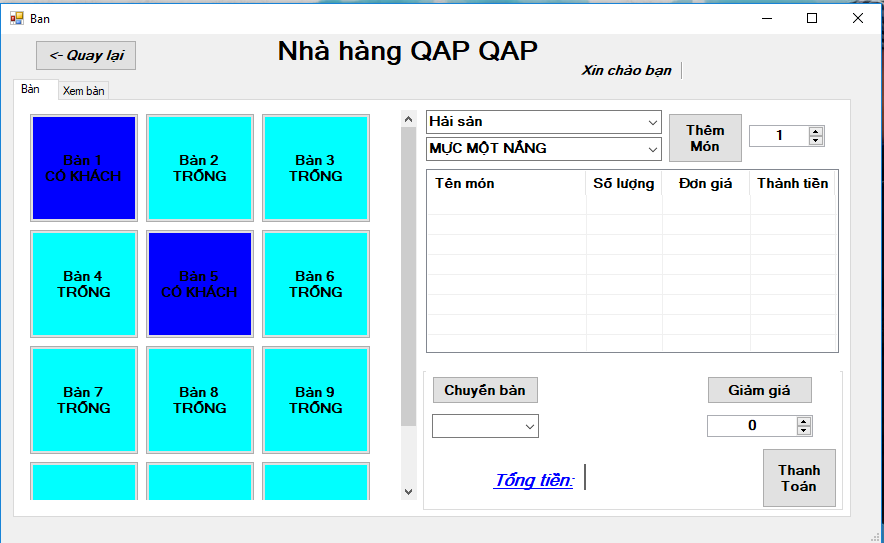 Ban
<- Quay lại
Nhà hàng QAP QAP
Xin chào bạn
Bàn
Xem bàn
Bàn 1
CÓ KHÁCH
Bàn 2
TRỐNG
Bàn 3
TRỐNG
Bàn 4
TRỐNG
Bàn 5
CÓ KHÁCH
Bàn 6
TRỐNG
Bàn 7
TRỐNG
Bàn 8
TRỐNG
Bàn 9
TRỐNG
Hải sản
MỰC MỘT NẮNG
Thêm
Món
1
Tên món Số lượng Đơn giá Thành tiền
Chuyển bàn
Giảm giá
0
Tổng tiền:
Thanh
Toán